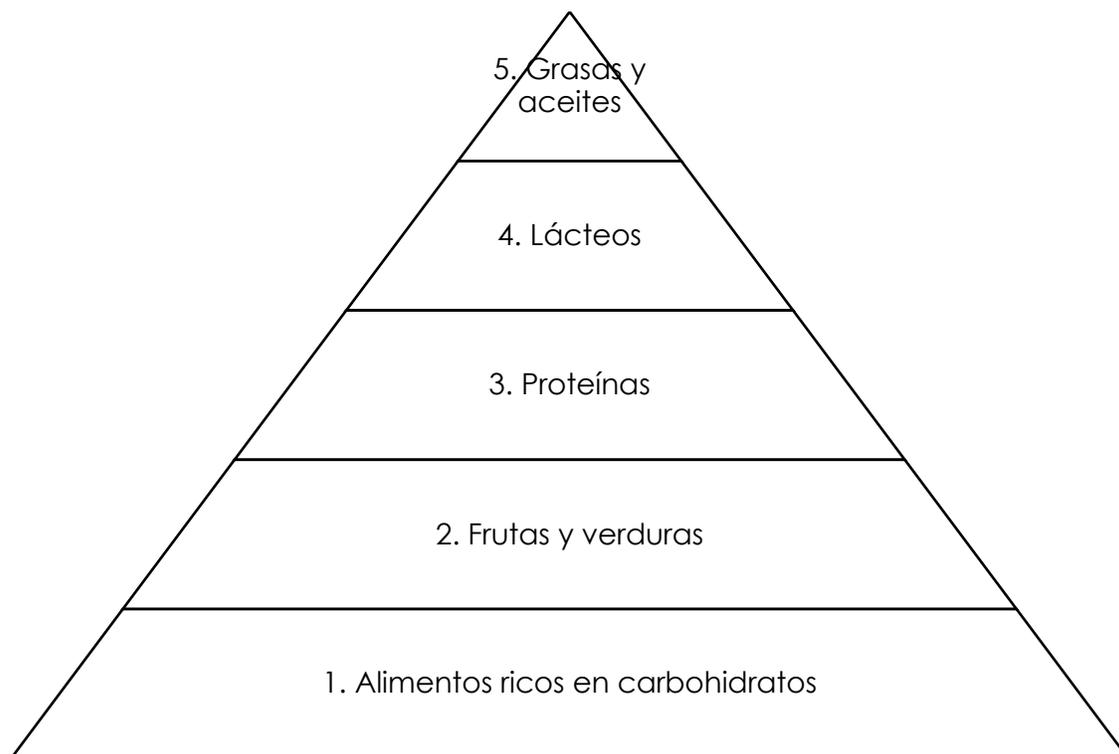 5. Grasas y
aceites
4. Lácteos
3. Proteínas
2. Frutas y verduras
1. Alimentos ricos en carbohidratos